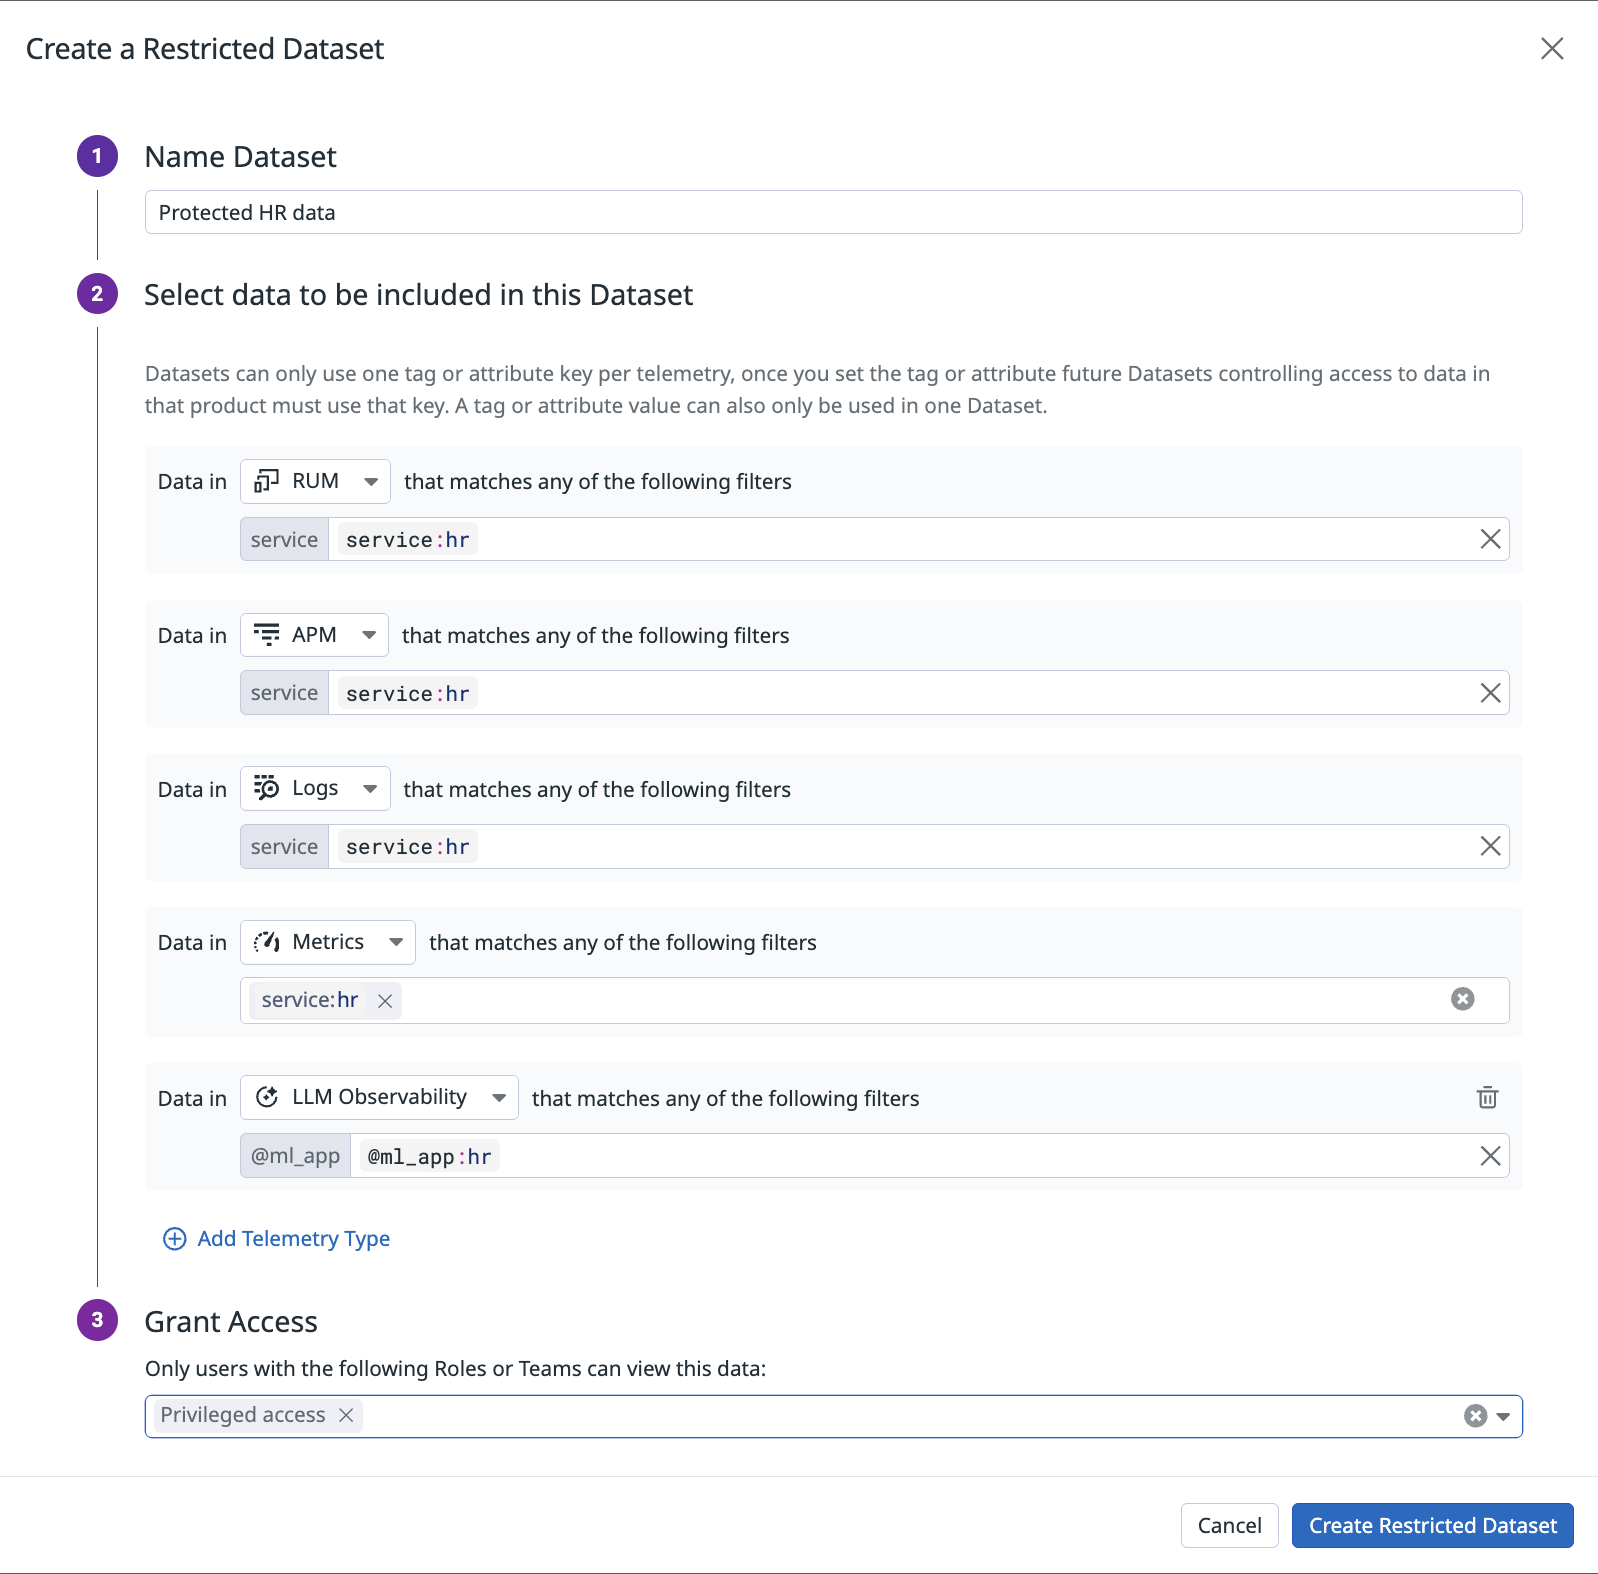 Create a Restricted Dataset
1 Name Dataset
Protected HR data
2 Select data to be included in this Dataset
Datasets can only use one tag or attribute key per telemetry, once you set the tag or attribute future Datasets controlling access to data in
that product must use that key. A tag or attribute value can also only be used in one Dataset.
Data in RUM that matches any of the following filters
service service:hr
Data in APM that matches any of the following filters
service service:hr
Data in Logs that matches any of the following filters
service service:hr
Data in Metrics that matches any of the following filters
service:hr
Data in LLM Observability that matches any of the following filters
@ml_app @ml_app:hr
Add Telemetry Type
3 Grant Access
Only users with the following Roles or Teams can view this data:
Privileged access
Cancel Create Restricted Dataset